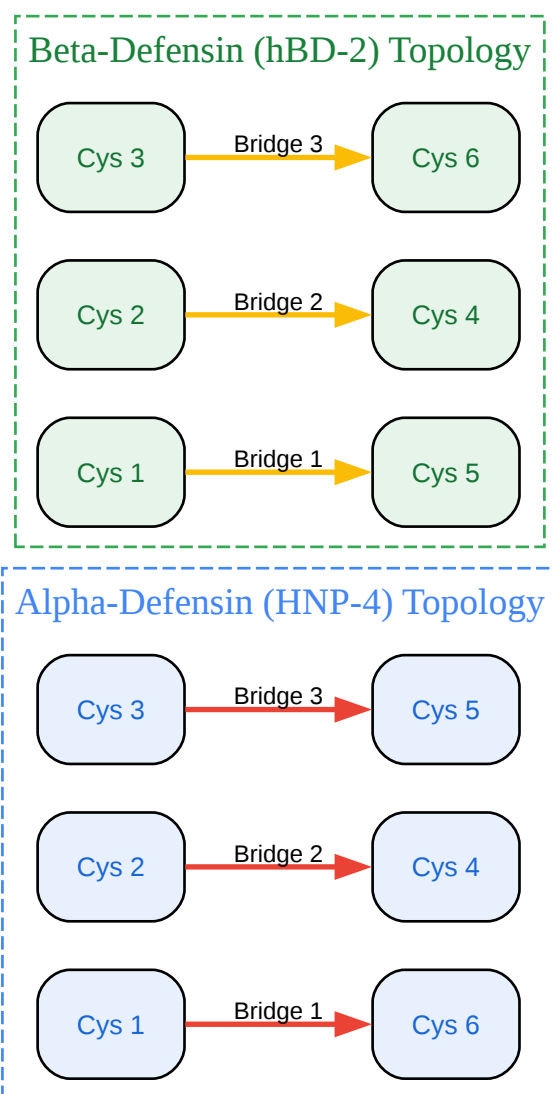 Beta-Defensin (hBD-2) Topology
Cys 3
Bridge 3
Cys 6
Cys 2
Bridge 2
Cys 4
Cys 1
Bridge 1
Cys 5
Alpha-Defensin (HNP-4) Topology
Cys 3
Bridge 3
Cys 5
Cys 2
Bridge 2
Cys 4
Cys 1
Bridge 1
Cys 6